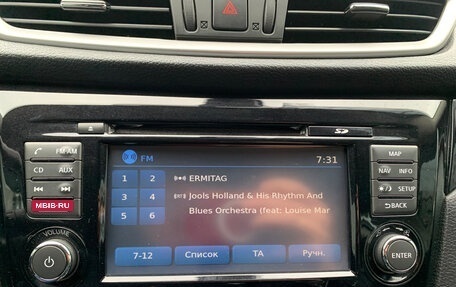 FM
7:31
FM·AM
CD AUX
MBIB-RU
VOLUME
1 2
3 4
5 6
ERMITAG
Jools Holland & His Rhythm And
Blues Orchestra (feat: Louise Mar
7-12
Список
TA
Ручн.
MAP
NAV INFO
SETUP
BACK
ENTER